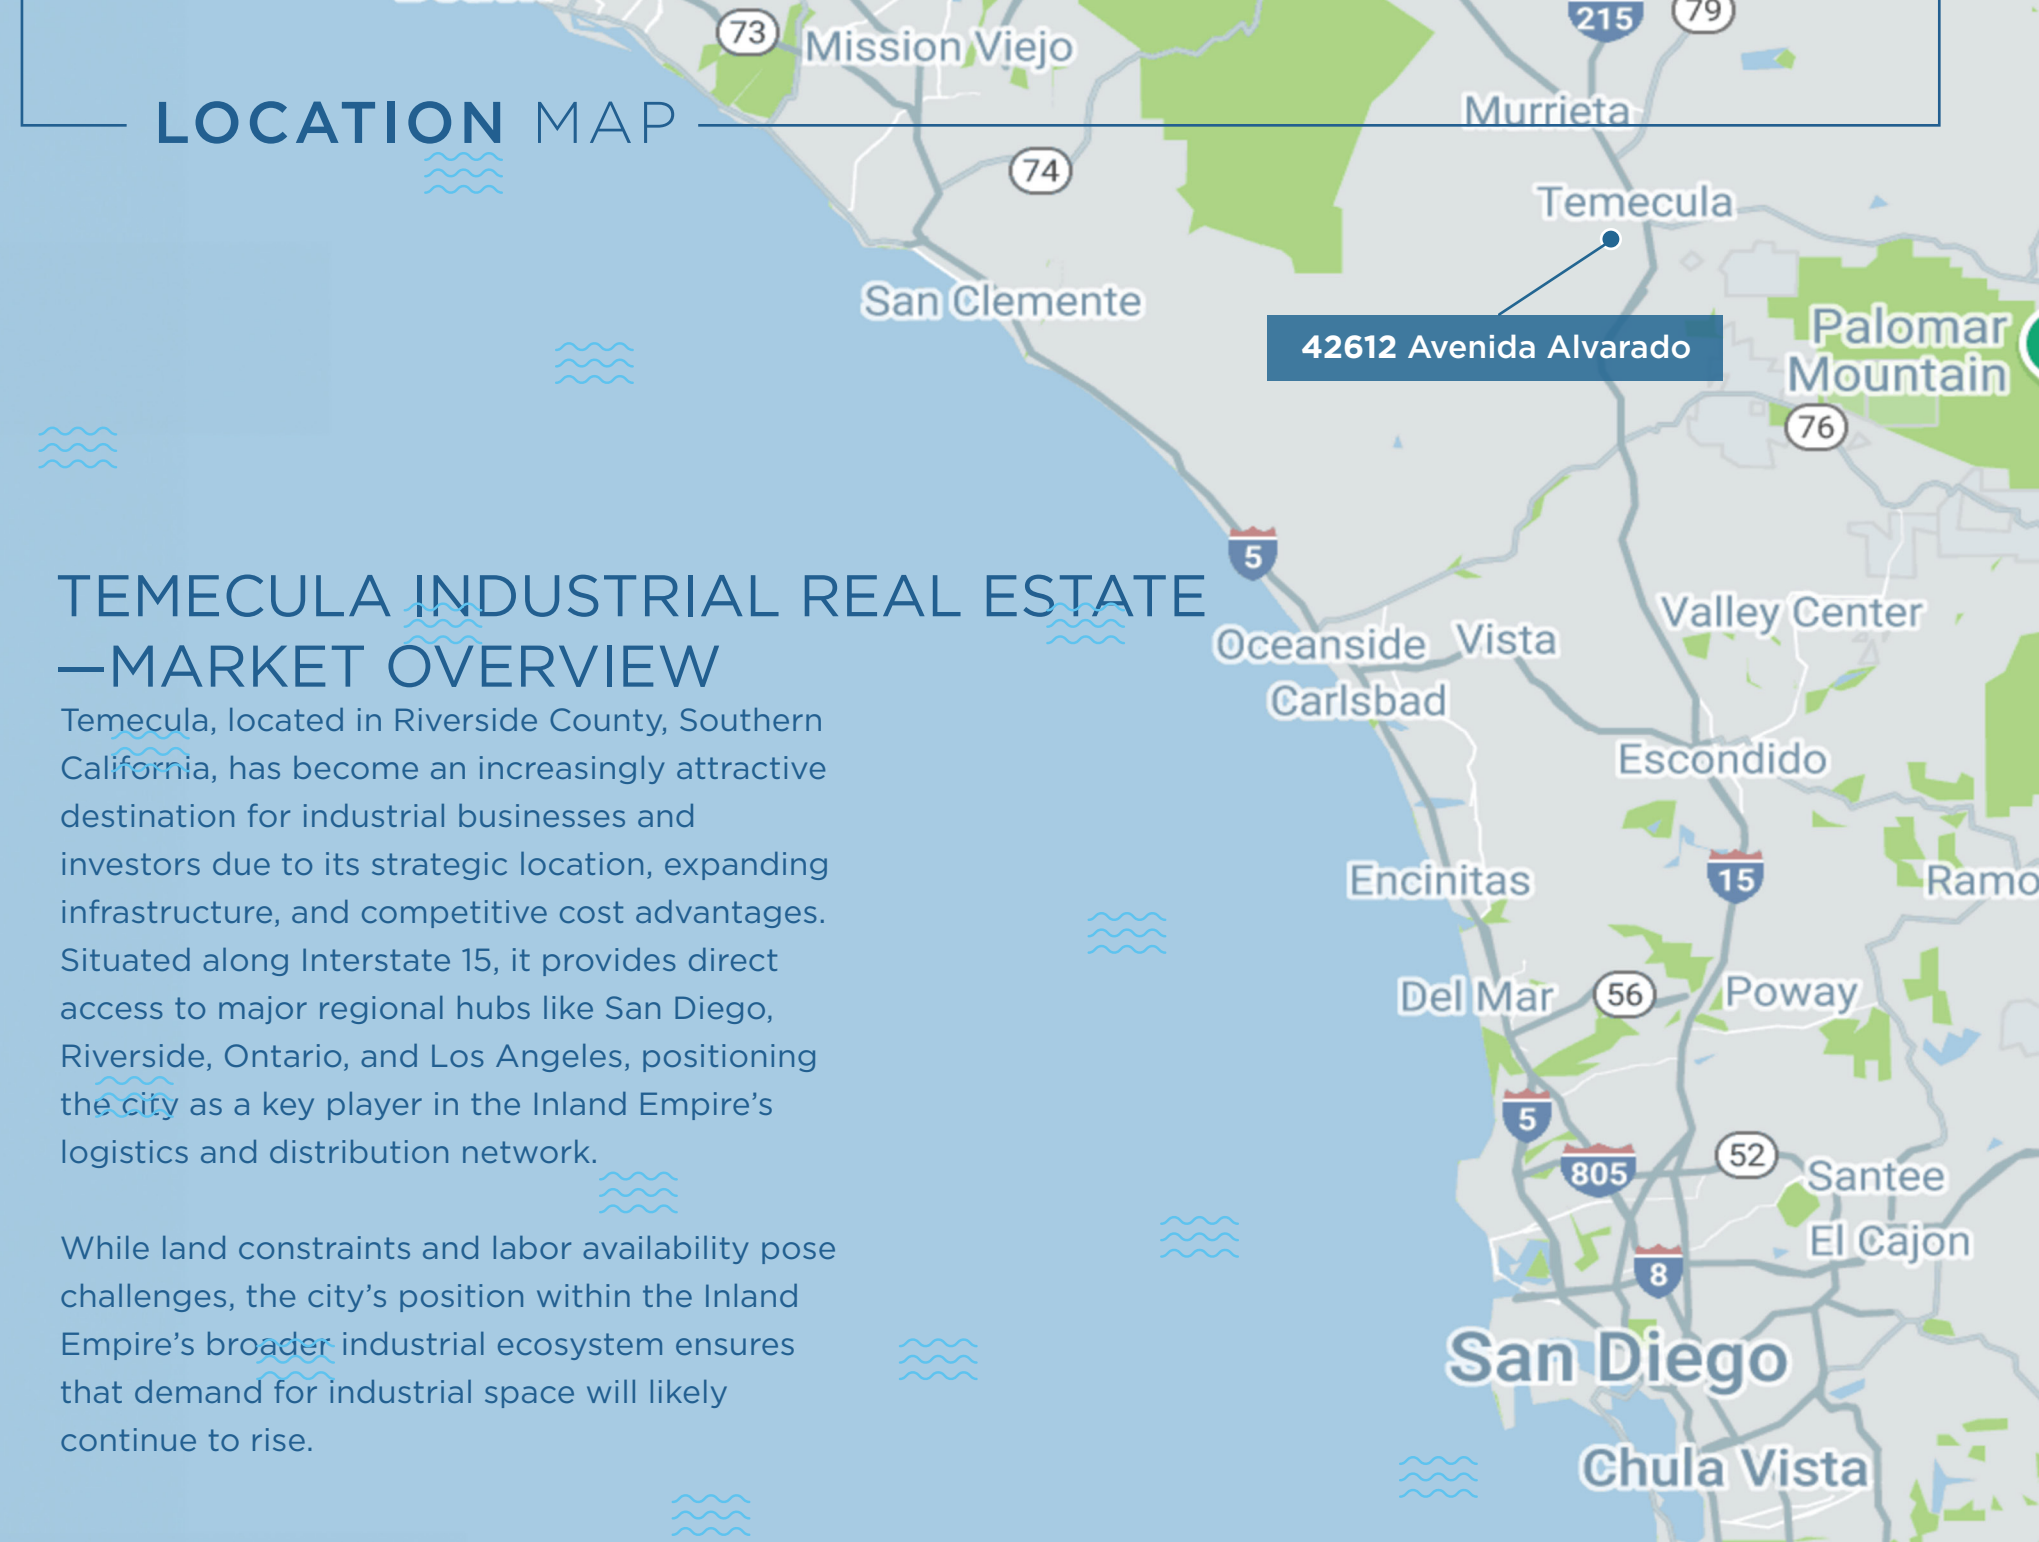 73
Mission Viejo
215
79
LOCATION MAP
Murrieta
74
Temecula
San Clemente
42612 Avenida Alvarado
Palomar
Mountain
76
5
TEMECULA INDUSTRIAL REAL ESTATE
—MARKET OVERVIEW
Temecula, located in Riverside County, Southern
California, has become an increasingly attractive
destination for industrial businesses and
investors due to its strategic location, expanding
infrastructure, and competitive cost advantages.
Situated along Interstate 15, it provides direct
access to major regional hubs like San Diego,
Riverside, Ontario, and Los Angeles, positioning
the city as a key player in the Inland Empire’s
logistics and distribution network.
While land constraints and labor availability pose
challenges, the city’s position within the Inland
Empire’s broader industrial ecosystem ensures
that demand for industrial space will likely
continue to rise.
Valley Center
Oceanside
Vista
Carlsbad
Escondido
Encinitas
15
Ramo
Del Mar
56
Poway
5
805
52
Santee
El Cajon
8
San Diego
Chula Vista